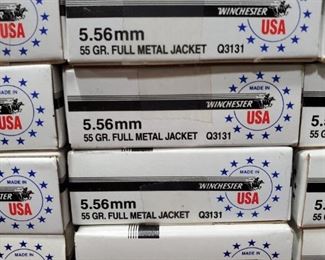 WINCHESTER
USA
5.56mm
55 GR. FULL METAL JACKET Q3131
WINCHESTER
MADE IN
USA
5.56mm
55 GR. FULL METAL JACKET Q3131
MADE IN
WINCHESTER
MADE IN
USA
5.56mm
55 GR. FULL METAL JACKET Q3131
USA
MADE IN